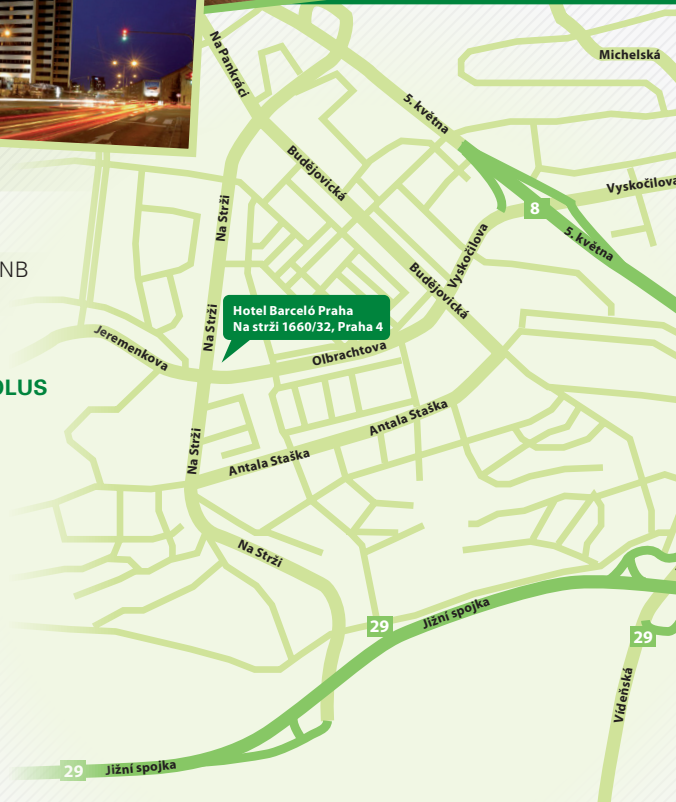 Na Pankráci
Michelská
5. května
Budějovická
Vyskočilova
8
Na Strži
5. května
Vyskočilova
NB
Budějovická
Hotel Barceló Praha
Na strži 1660/32, Praha 4
Na Strži
Jeremenkova
Olbrachtova
OLUS
Antala Staška
Na Strži
Antala Staška
Na Strži
Jižní spojka
29
29
Vídeňská
29
Jižní spojka